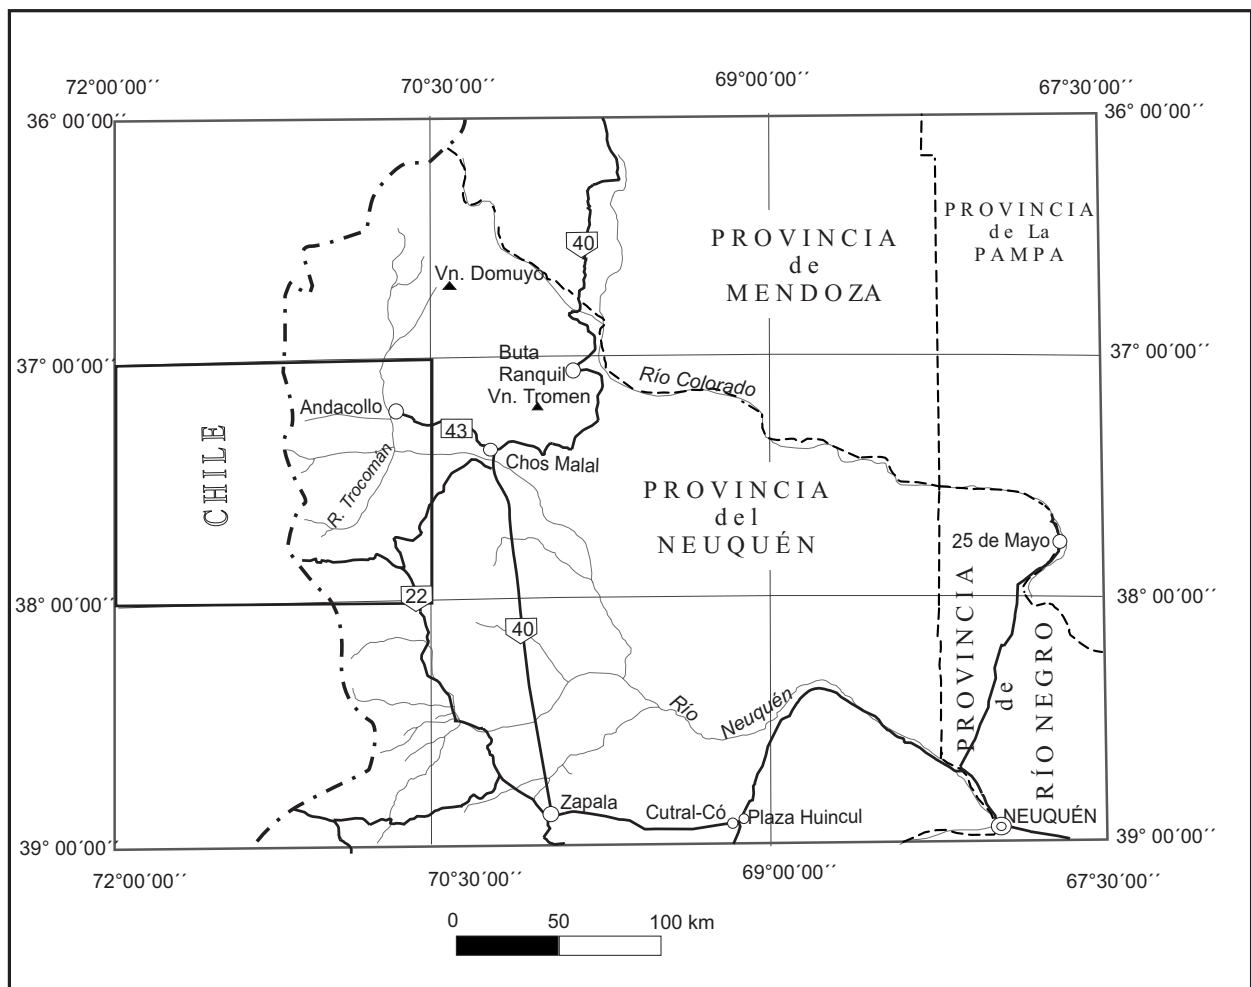 72°00′00′′
70°30′00′′
69°00′00′′
67°30′00′′
36° 00′00′′
36° 00′00′′
PROVINCIA
de La
PAMPA
PROVINCIA
de
MENDOZA
40
Vn. Domuyo
37° 00′00′′
37° 00′00′′
Buta
Ranquil
Vn. Tromen
Río Colorado
Andacollo
43
Chos Malal
CHILE
R. Trocomán
PROVINCIA
del
NEUQUÉN
25 de Mayo
22
38° 00′00′′
38° 00′00′′
40
PROVINCIA
de
RÍO NEGRO
Río
Neuquén
Zapala
Cutral-Có
Plaza Huincul
NEUQUÉN
39° 00′00′′
39° 00′00′′
72°00′00′′
70°30′00′′
69°00′00′′
67°30′00′′
0
50
100 km